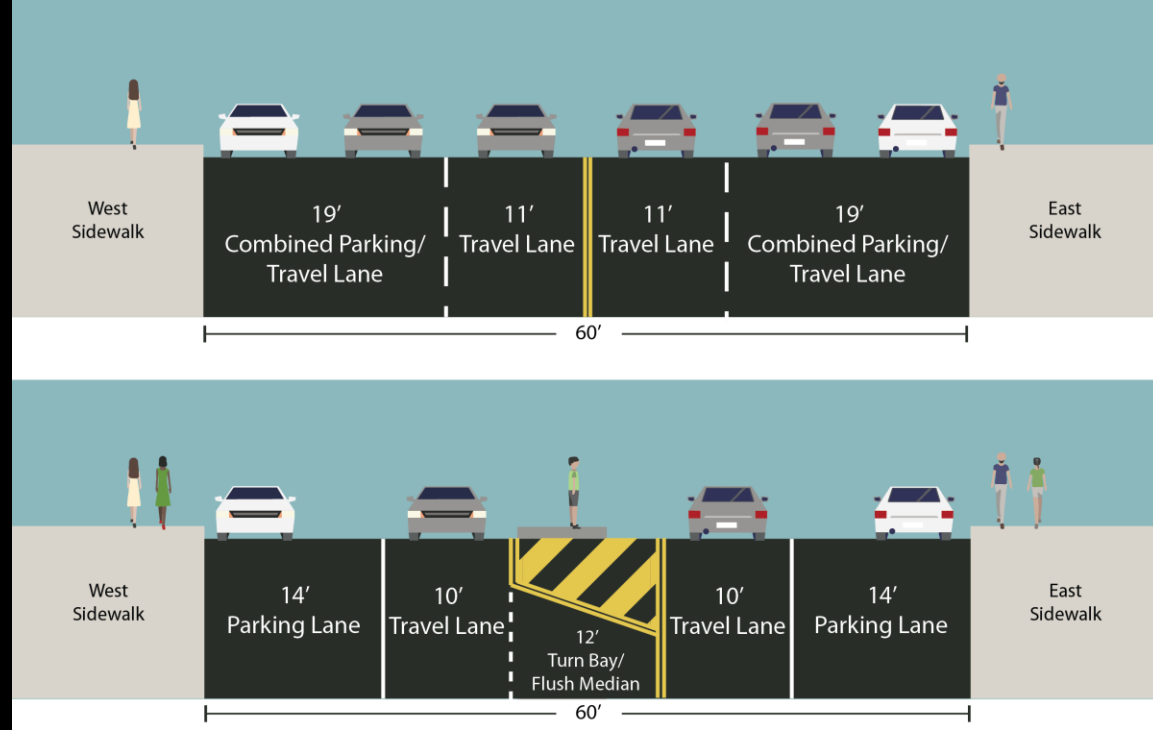 West
Sidewalk
19’
Combined Parking/
Travel Lane
11’
Travel Lane
11’
Travel Lane
19’
Combined Parking/
Travel Lane
East
Sidewalk
60’
West
Sidewalk
14’
Parking Lane
10’
Travel Lane
12’
Turn Bay/
Flush Median
10’
Travel Lane
14’
Parking Lane
East
Sidewalk
60’